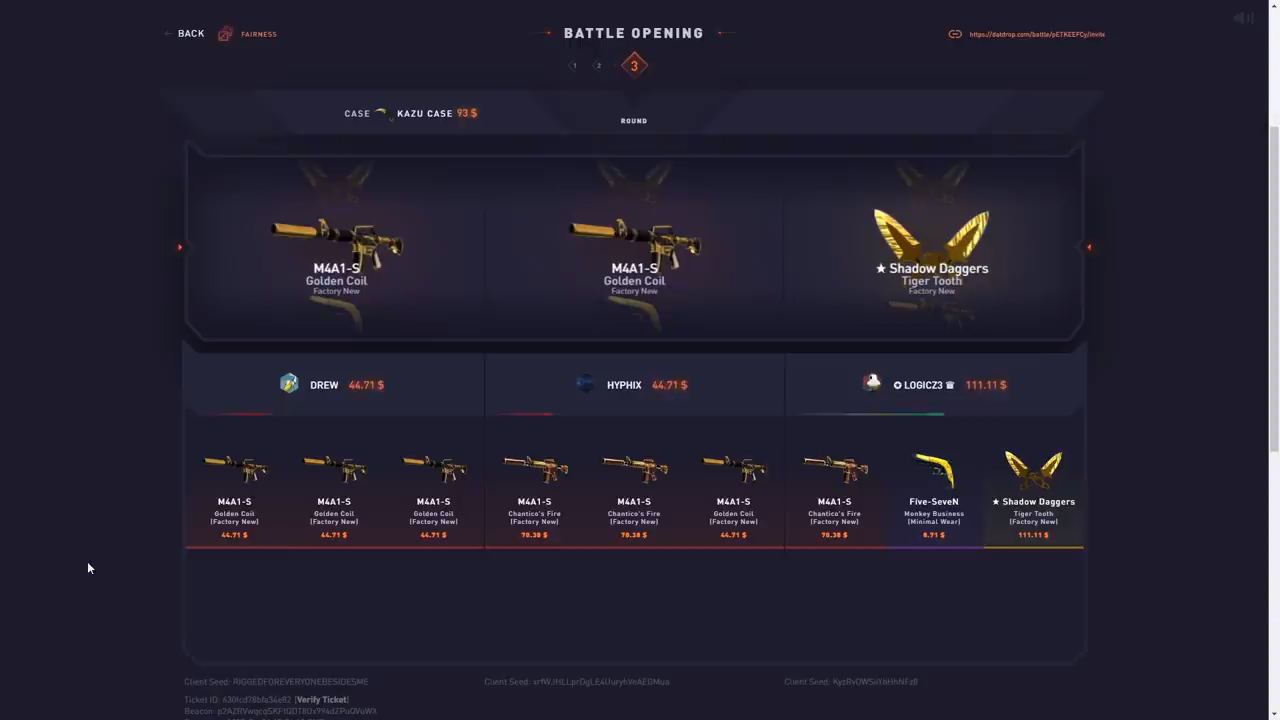 BACK
FAIRNESS
BATTLE OPENING
https://datdrop.com/battle/pETKEEFCy/invite
1 2 3
CASE KAZU CASE 93 $
ROUND
M4A1-S
Golden Coil
Factory New
M4A1-S
Golden Coil
Factory New
★ Shadow Daggers
Tiger Tooth
Factory New
DREW 44.71 $
HYPHIX 44.71 $
LOGICZ3 111.11 $
M4A1-S
Golden Coil
(Factory New)
44.71 $
M4A1-S
Golden Coil
(Factory New)
44.71 $
M4A1-S
Golden Coil
(Factory New)
44.71 $
M4A1-S
Chantico's Fire
(Factory New)
70.38 $
M4A1-S
Chantico's Fire
(Factory New)
70.38 $
M4A1-S
Golden Coil
(Factory New)
44.71 $
M4A1-S
Chantico's Fire
(Factory New)
70.38 $
Five-SeveN
Monkey Business
(Minimal Wear)
8.71 $
★ Shadow Daggers
Tiger Tooth
(Factory New)
111.11 $
Client Seed: RIGGEDFOREVERYONEBESIDESME
Client Seed:
Client Seed:
Ticket ID: [Verify Ticket]
Beacon: